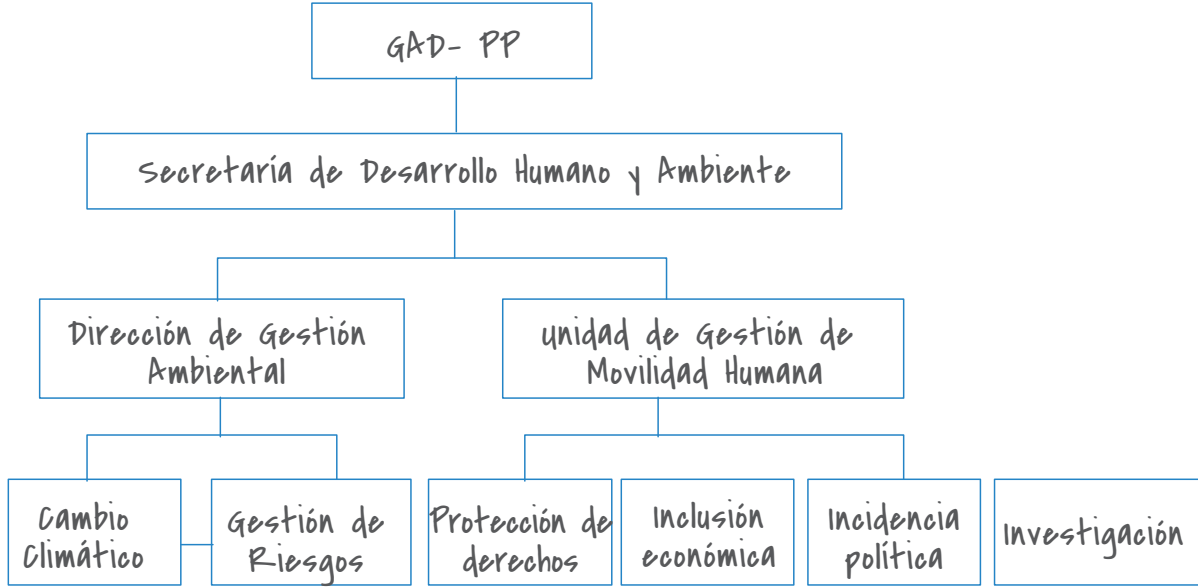 GAD- PP
Secretaría de Desarrollo Humano y Ambiente
Dirección de Gestión
Ambiental
Unidad de Gestión de
Movilidad Humana
Cambio
Climático
Gestión de
Riesgos
Protección de
derechos
Inclusión
económica
Incidencia
política
Investigación